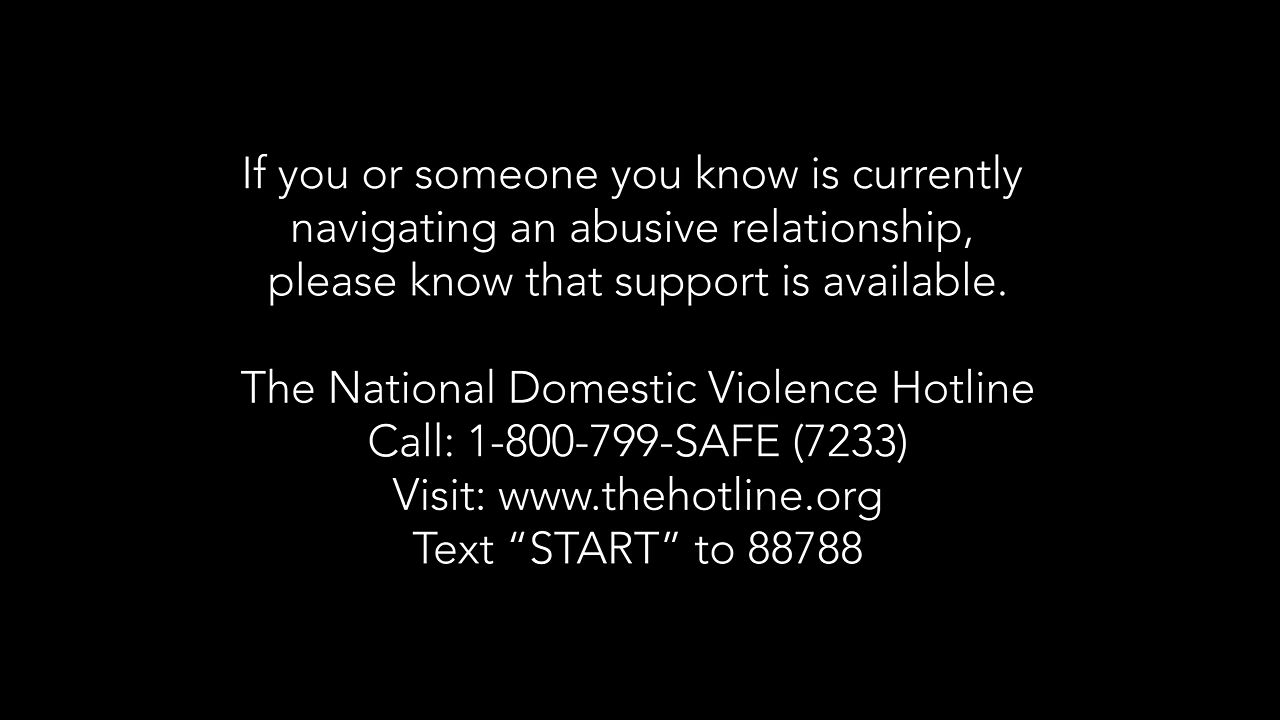 If you or someone you know is currently
navigating an abusive relationship,
please know that support is available.
The National Domestic Violence Hotline
Call: 1-800-799-SAFE (7233)
Visit: www.thehotline.org
Text “START” to 88788